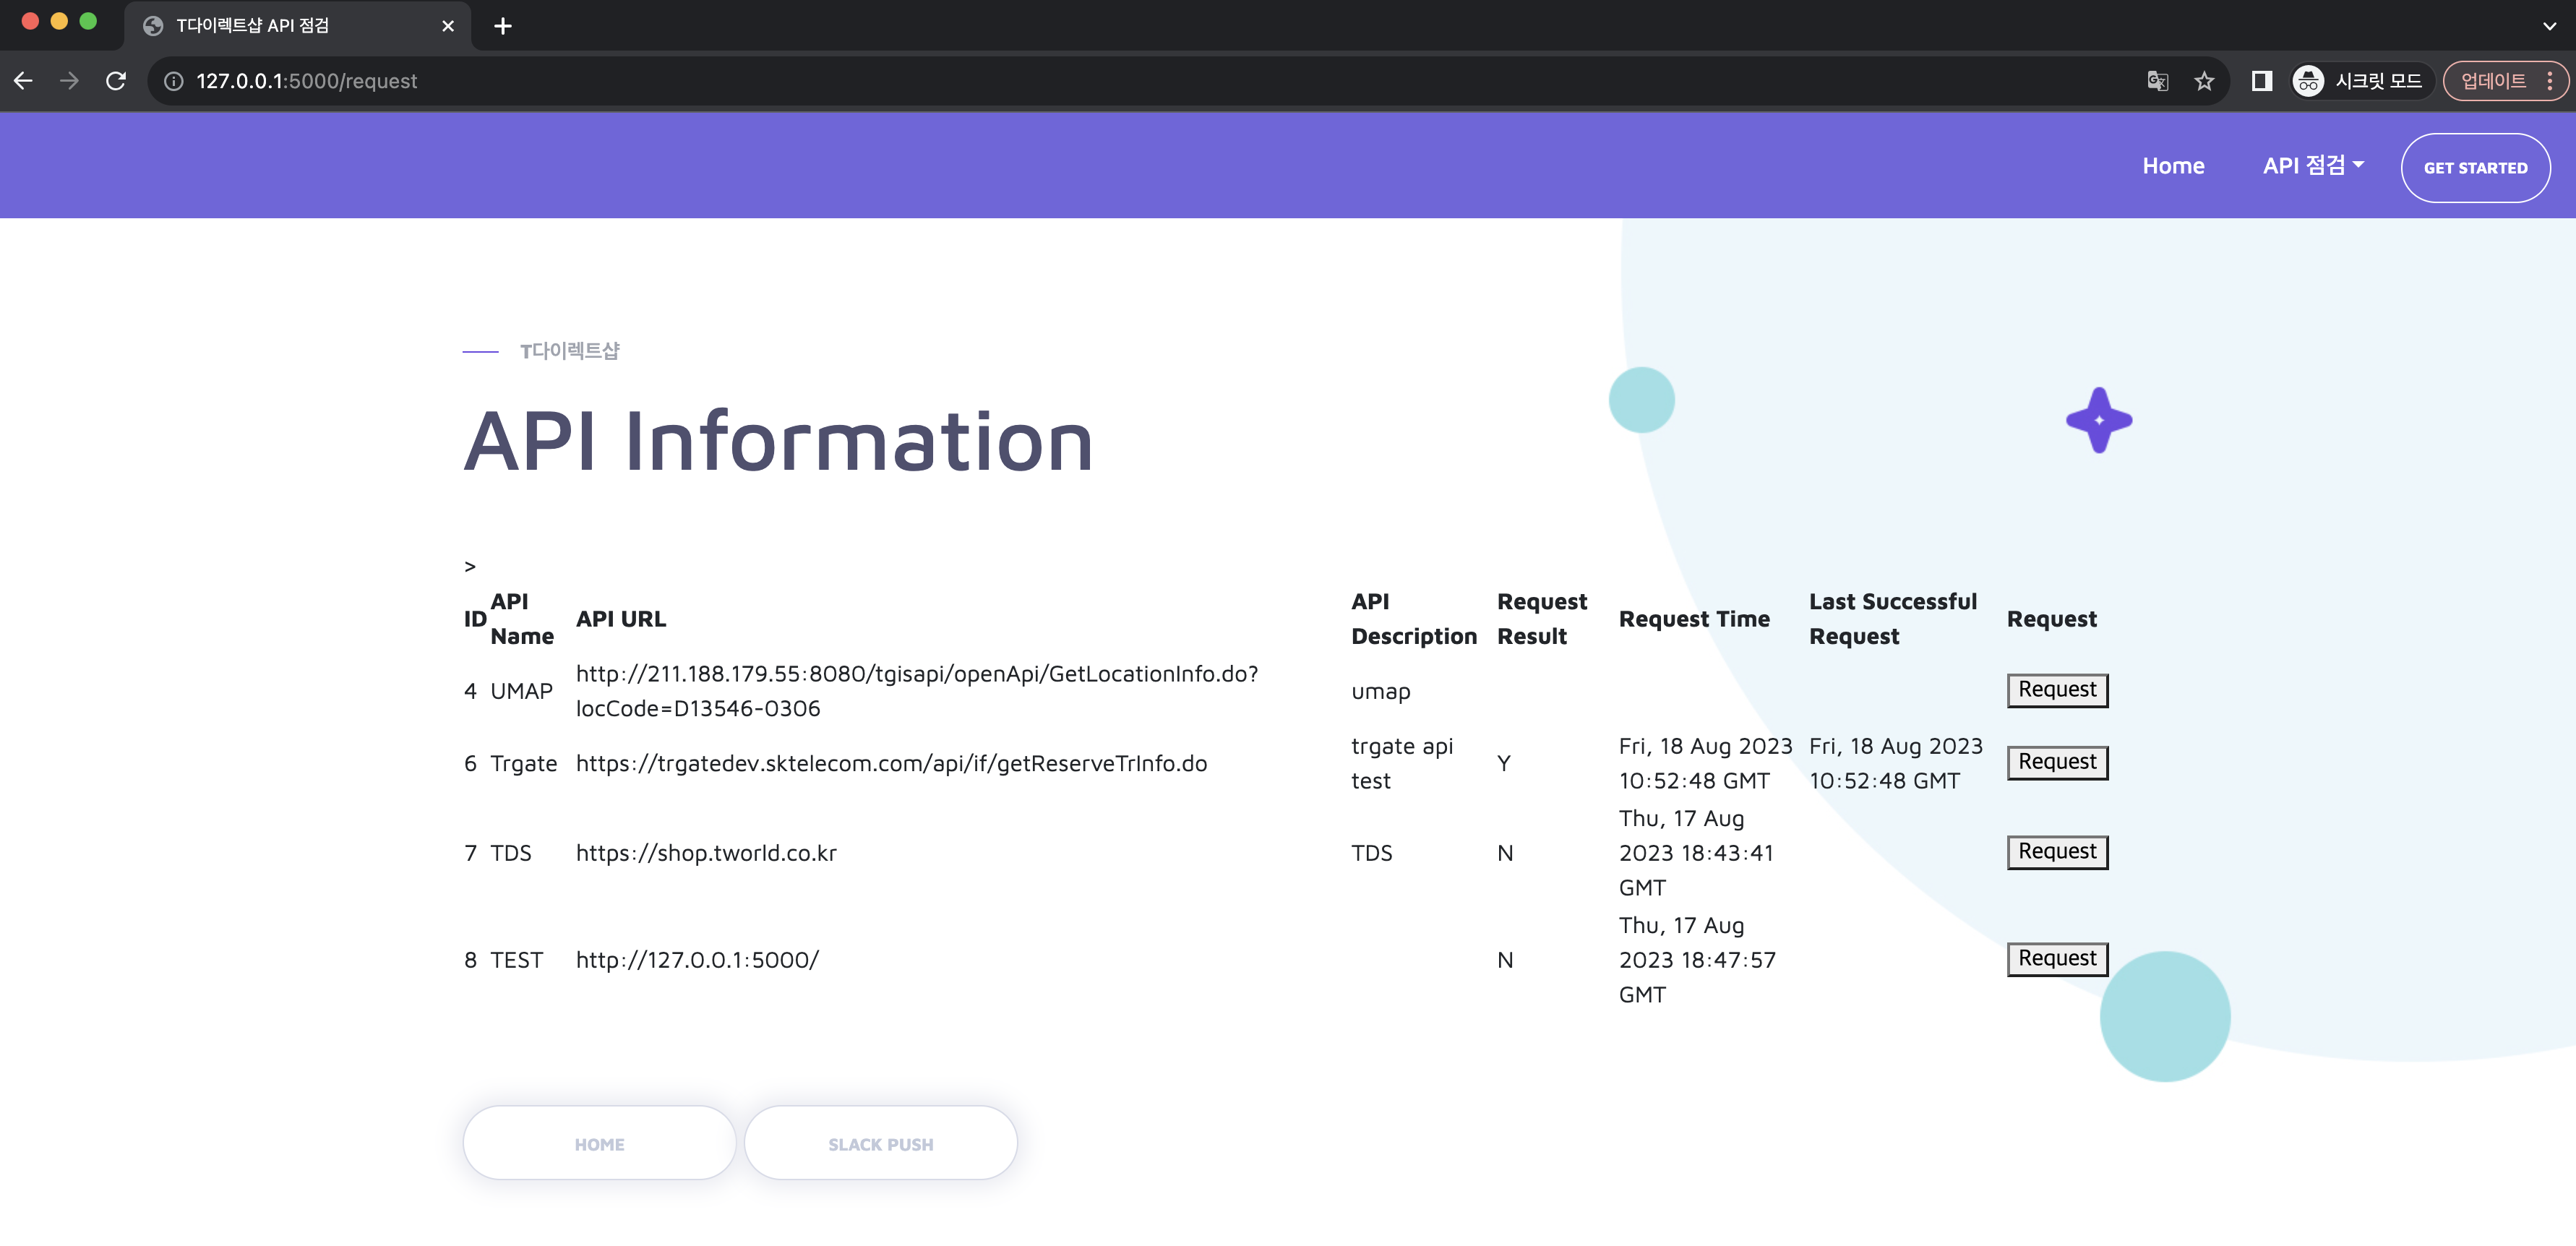 T다이렉트샵 API 점검
127.0.0.1:5000/request
시크릿 모드
업데이트
Home
API 점검
GET STARTED
T다이렉트샵
API Information
>
ID API Name API URL API Description Request Result Request Time Last Successful Request Request
4 UMAP http://211.188.179.55:8080/tgisapi/openApi/GetLocationInfo.do?locCode=D13546-0306 umap Request
6 Trgate https://trgatedev.sktelecom.com/api/if/getReserveTrInfo.do trgate api test Y Fri, 18 Aug 2023 10:52:48 GMT Fri, 18 Aug 2023 10:52:48 GMT Request
7 TDS https://shop.tworld.co.kr TDS N Thu, 17 Aug 2023 18:43:41 GMT Request
8 TEST http://127.0.0.1:5000/ N Thu, 17 Aug 2023 18:47:57 GMT Request
HOME
SLACK PUSH